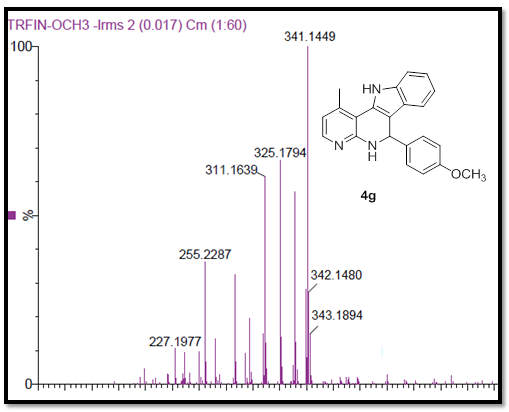 TRFIN-OCH3 -lrms 2 (0.017) Cm (1:60)
341.1449
100
325.1794
311.1639
HN
N
N
H
OCH3
4g
%
255.2287
342.1480
343.1894
227.1977
0